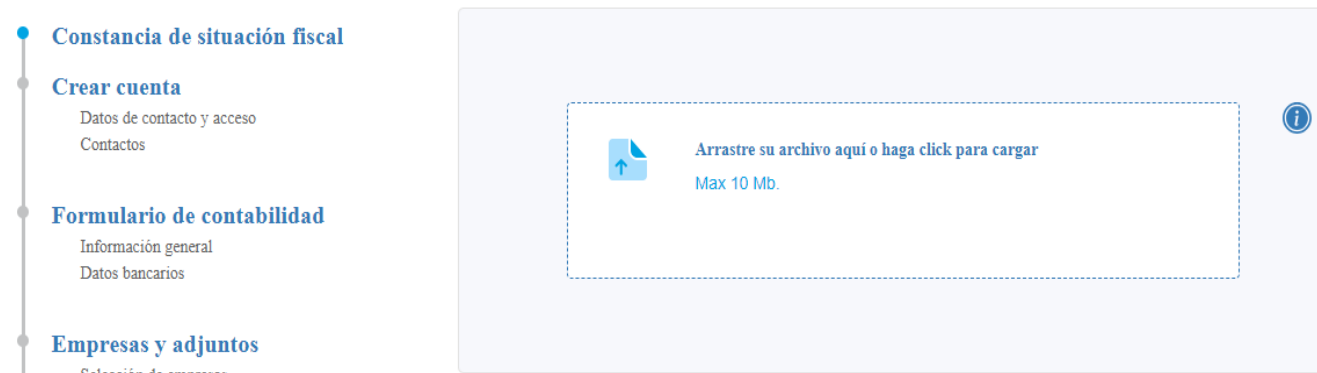 Constancia de situación fiscal
Crear cuenta
Datos de contacto y acceso
Contactos
Formulario de contabilidad
Información general
Datos bancarios
Empresas y adjuntos
Arrastre su archivo aquí o haga click para cargar
Max 10 Mb.
i